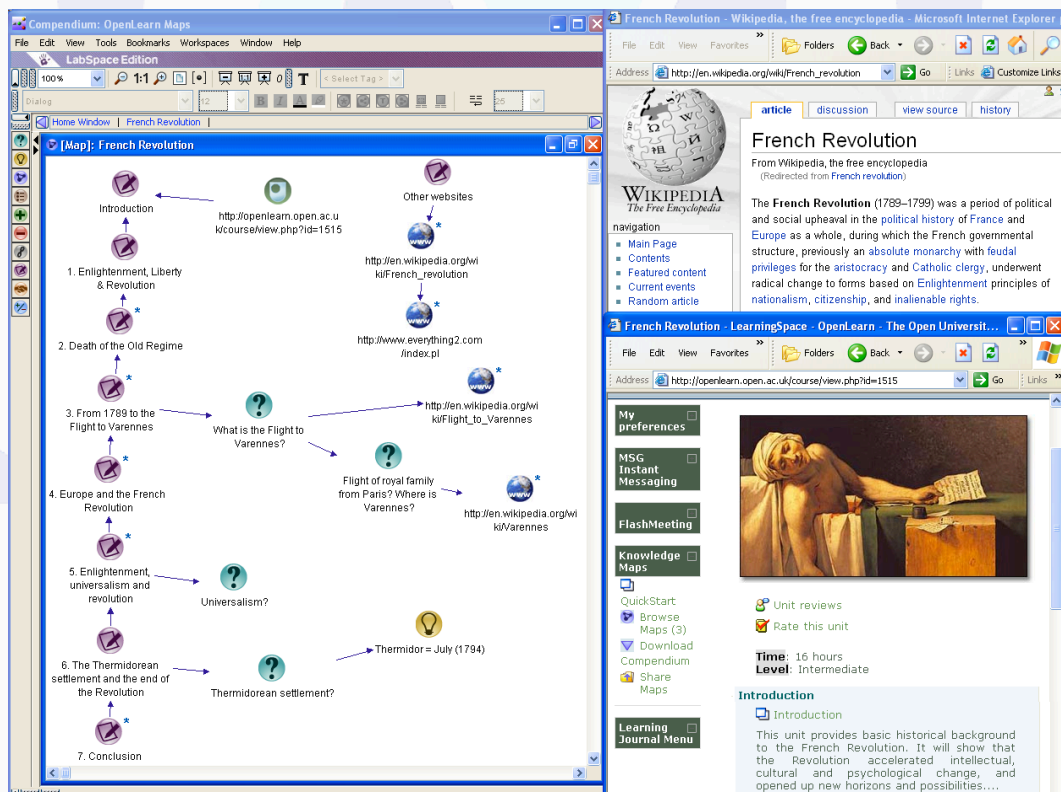 Compendium: OpenLearn Maps
File Edit View Tools Bookmarks Workspaces Window Help
LabSpace Edition
100% 1:1 T < Select Tag >
Dialog 12 B I A 25
Home Window | French Revolution |
[Map]: French Revolution
Introduction
http://openlearn.open.ac.u
k/course/view.php?id=1515
Other websites
http://en.wikipedia.org/wi
ki/French_revolution
http://www.everything2.com
/index.pl
1. Enlightenment, Liberty
& Revolution
2. Death of the Old Regime
3. From 1789 to the
Flight to Varennes
What is the Flight to
Varennes?
http://en.wikipedia.org/wi
ki/Flight_to_Varennes
Flight of royal family
from Paris? Where is
Varennes?
http://en.wikipedia.org/wi
ki/Varennes
4. Europe and the French
Revolution
5. Enlightenment,
universalism and
revolution
Universalism?
6. The Thermidorean
settlement and the end of
the Revolution
Thermidorean settlement?
Thermidor = July (1794)
7. Conclusion
French Revolution - Wikipedia, the free encyclopedia - Microsoft Internet Explorer
File Edit View Favorites » Folders Back
Address http://en.wikipedia.org/wiki/French_revolution Go Links Customize Links
article discussion view source history
WIKIPEDIA
The Free Encyclopedia
navigation
Main Page
Contents
Featured content
Current events
Random article
French Revolution
From Wikipedia, the free encyclopedia
(Redirected from French revolution)
The French Revolution (1789–1799) was a period of political
and social upheaval in the political history of France and
Europe as a whole, during which the French governmental
structure, previously an absolute monarchy with feudal
privileges for the aristocracy and Catholic clergy, underwent
radical change to forms based on Enlightenment principles of
nationalism, citizenship, and inalienable rights.
French Revolution - LearningSpace - OpenLearn - The Open Universit...
File Edit View Favorites » Folders Back »
Address http://openlearn.open.ac.uk/course/view.php?id=1515 Go Links »
My
preferences
MSG
Instant
Messaging
FlashMeeting
Knowledge
Maps
QuickStart
Browse
Maps (3)
Download
Compendium
Share
Maps
Learning
Journal Menu
Unit reviews
Rate this unit
Time: 16 hours
Level: Intermediate
Introduction
Introduction
This unit provides basic historical background
to the French Revolution. It will show that
the Revolution accelerated intellectual,
cultural and psychological change, and
opened up new horizons and possibilities....